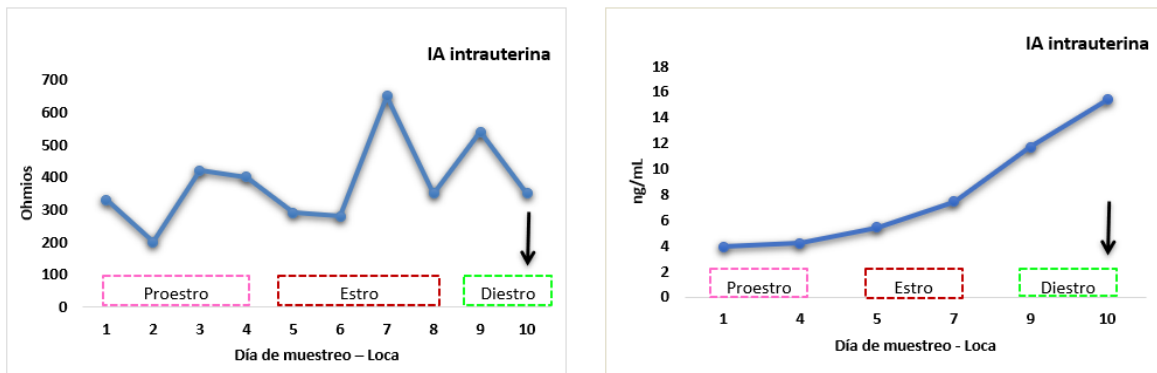 IA intrauterina
700
600
500
400
300
200
100
0
Ohmios
Proestro
Estro
Diestro
1 2 3 4 5 6 7 8 9 10
Día de muestreo – Loca
IA intrauterina
18
16
14
12
10
8
6
4
2
0
ng/mL
Proestro
Estro
Diestro
1 4 5 7 9 10
Día de muestreo - Loca